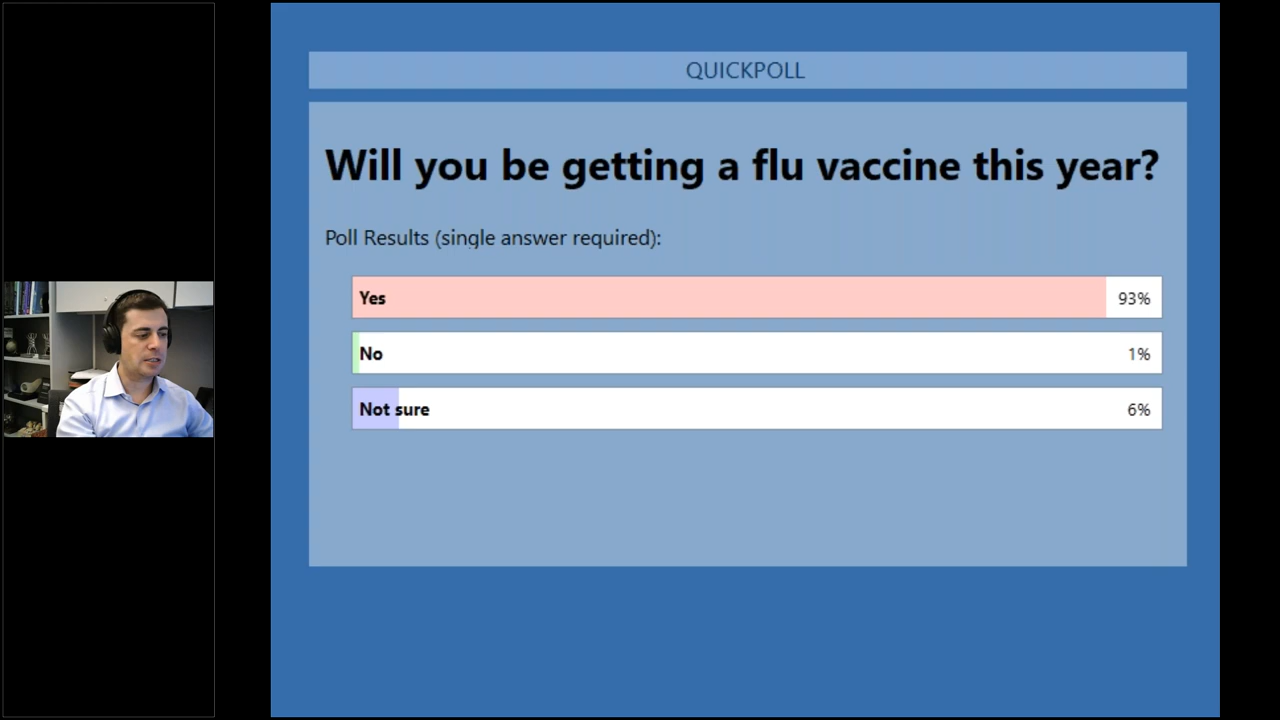 QUICKPOLL
Will you be getting a flu vaccine this year?
Poll Results (single answer required):
Yes 93%
No 1%
Not sure 6%